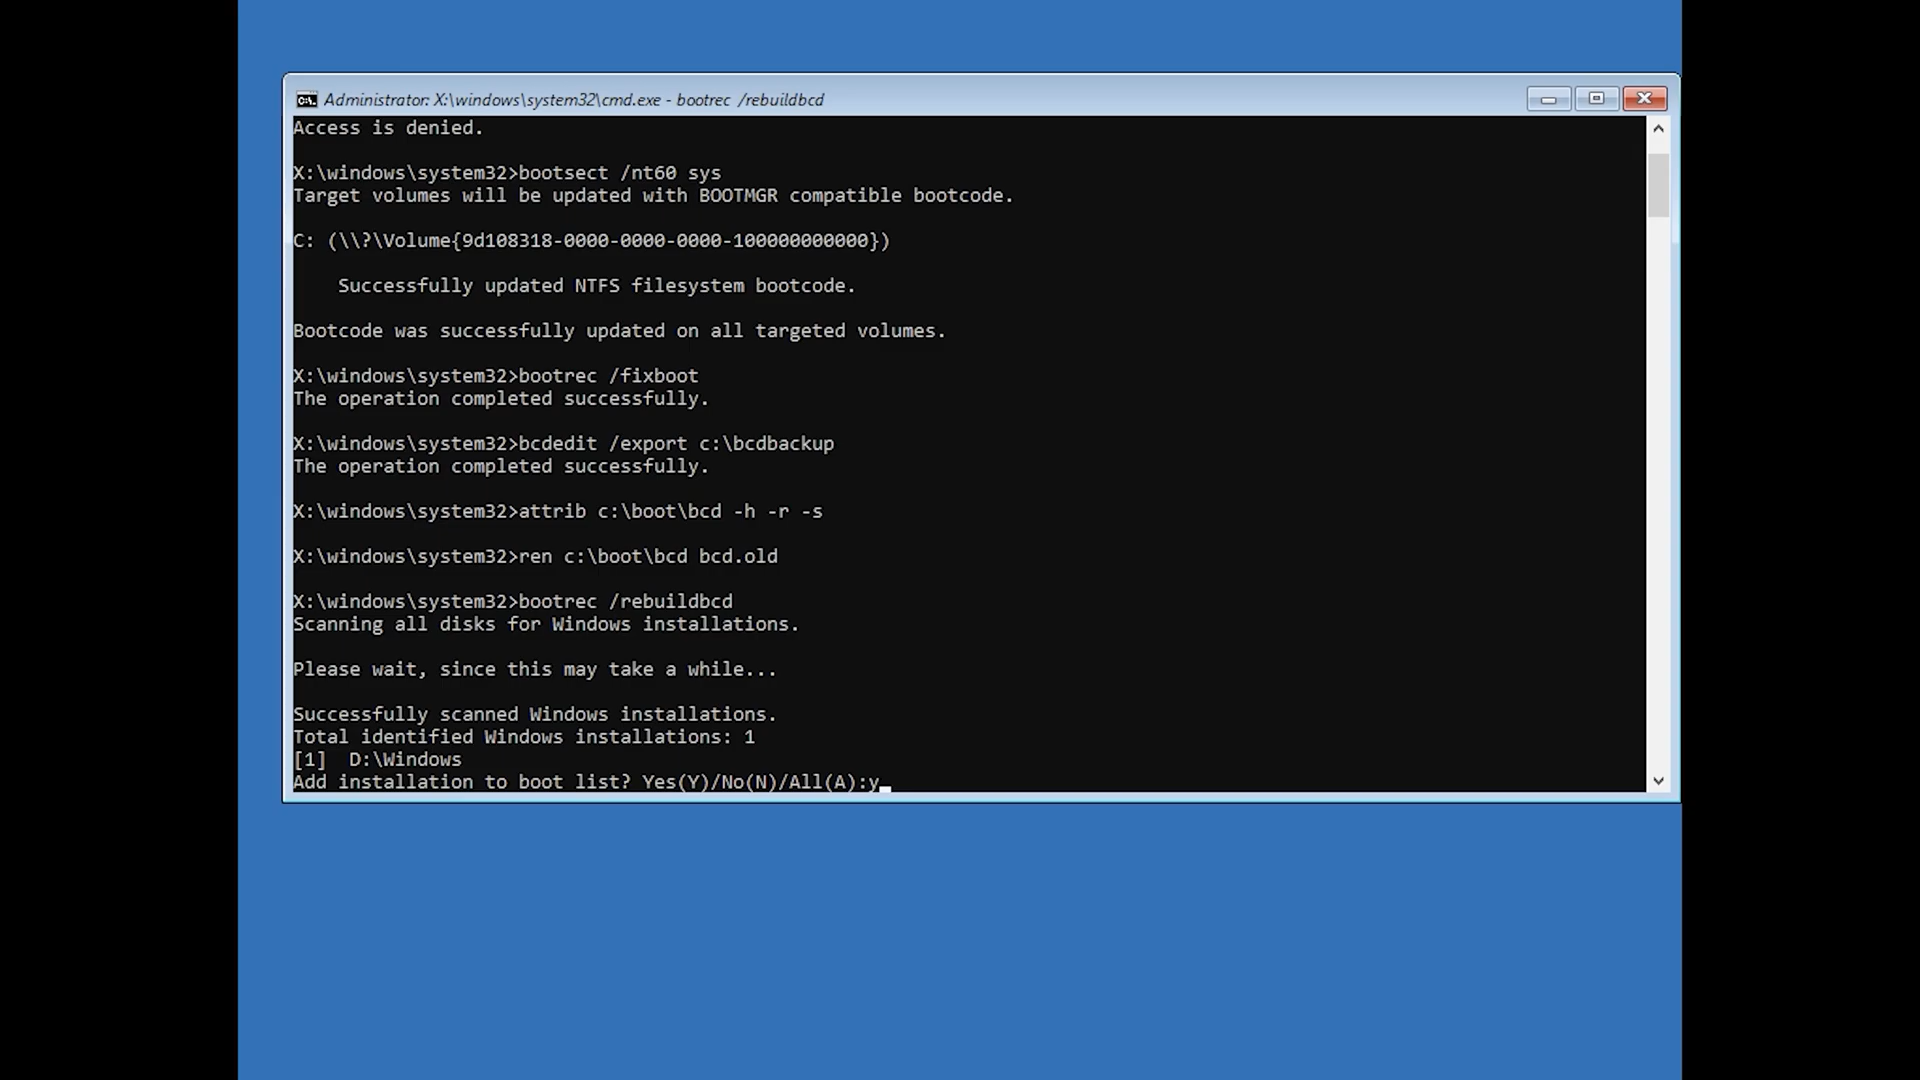 Administrator: X:\windows\system32\cmd.exe - bootrec /rebuildbcd
Access is denied.
X:\windows\system32>bootsect /nt60 sys
Target volumes will be updated with BOOTMGR compatible bootcode.
C: (\\?\Volume{9d108318-0000-0000-0000-100000000000})
Successfully updated NTFS filesystem bootcode.
Bootcode was successfully updated on all targeted volumes.
X:\windows\system32>bootrec /fixboot
The operation completed successfully.
X:\windows\system32>bcdedit /export c:\bcdbackup
The operation completed successfully.
X:\windows\system32>attrib c:\boot\bcd -h -r -s
X:\windows\system32>ren c:\boot\bcd bcd.old
X:\windows\system32>bootrec /rebuildbcd
Scanning all disks for Windows installations.
Please wait, since this may take a while...
Successfully scanned Windows installations.
Total identified Windows installations: 1
[1]  D:\Windows
Add installation to boot list? Yes(Y)/No(N)/All(A):y